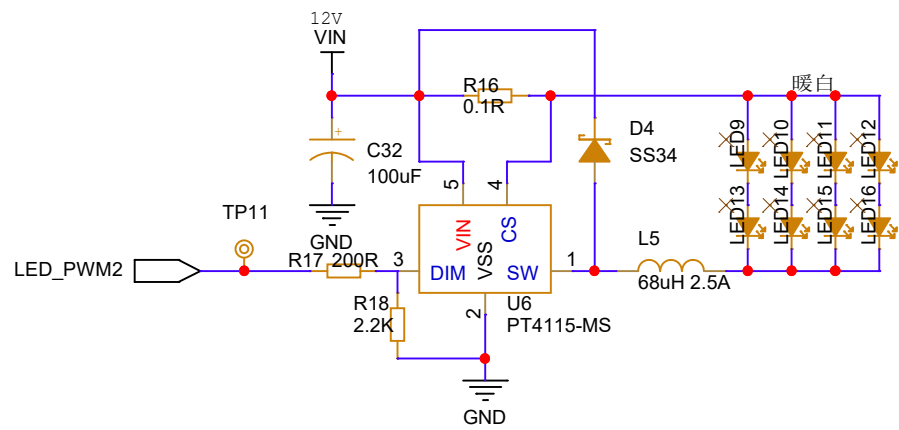 12V
VIN
暖白
R16
0.1R
D4
SS34
LED9
LED10
LED11
LED12
+
C32
100uF
5
4
TP11
GND
VIN
VSS
CS
LED13
LED14
LED15
LED16
L5
LED_PWM2
R17 200R
3
DIM
SW
1
68uH 2.5A
R18
2.2K
2
U6
PT4115-MS
GND